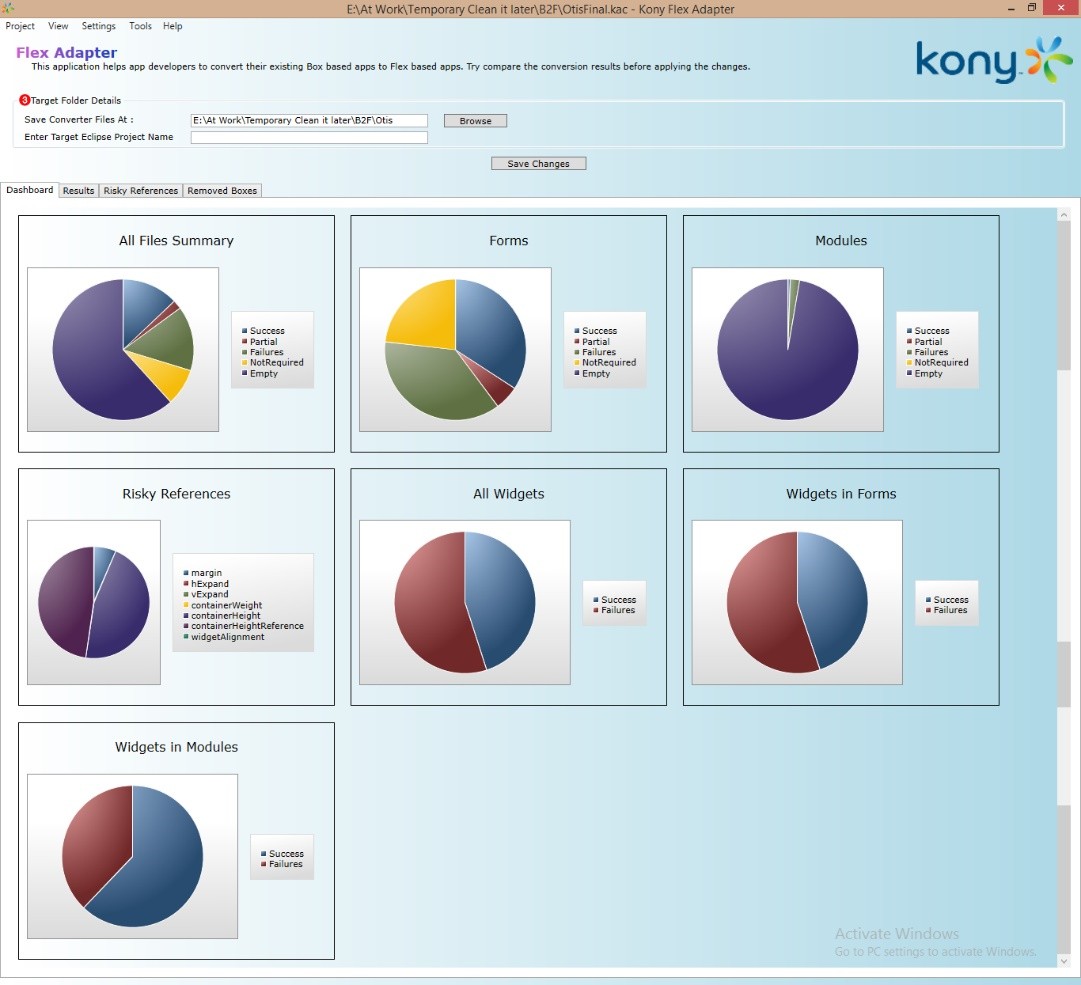 E:\At Work\Temporary Clean it later\B2F\OtisFinal.kac - Kony Flex Adapter
Project View Settings Tools Help
Flex Adapter
This application helps app developers to convert their existing Box based apps to Flex based apps. Try compare the conversion results before applying the changes.
kony
3 Target Folder Details
Save Converter Files At : E:\At Work\Temporary Clean it later\B2F\Otis Browse
Enter Target Eclipse Project Name
Save Changes
Dashboard Results Risky References Removed Boxes
All Files Summary
Success
Partial
Failures
NotRequired
Empty
Forms
Success
Partial
Failures
NotRequired
Empty
Modules
Success
Partial
Failures
NotRequired
Empty
Risky References
margin
hExpand
vExpand
containerWeight
containerHeight
containerHeightReference
widgetAlignment
All Widgets
Success
Failures
Widgets in Forms
Success
Failures
Widgets in Modules
Success
Failures
Activate Windows
Go to PC settings to activate Windows.